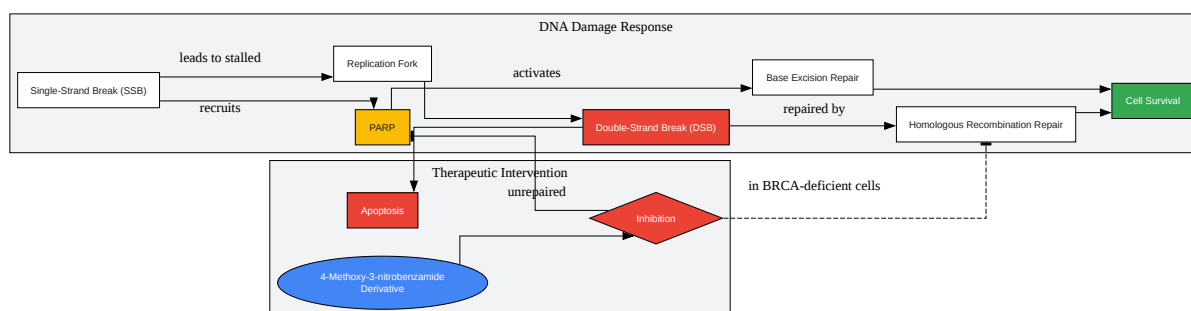 DNA Damage Response
leads to stalled
Replication Fork
Single-Strand Break (SSB)
recruits
activates
Base Excision Repair
PARP
Double-Strand Break (DSB)
repaired by
Homologous Recombination Repair
Cell Survival
Therapeutic Intervention
unrepaired
in BRCA-deficient cells
Apoptosis
Inhibition
4-Methoxy-3-nitrobenzamide
Derivative